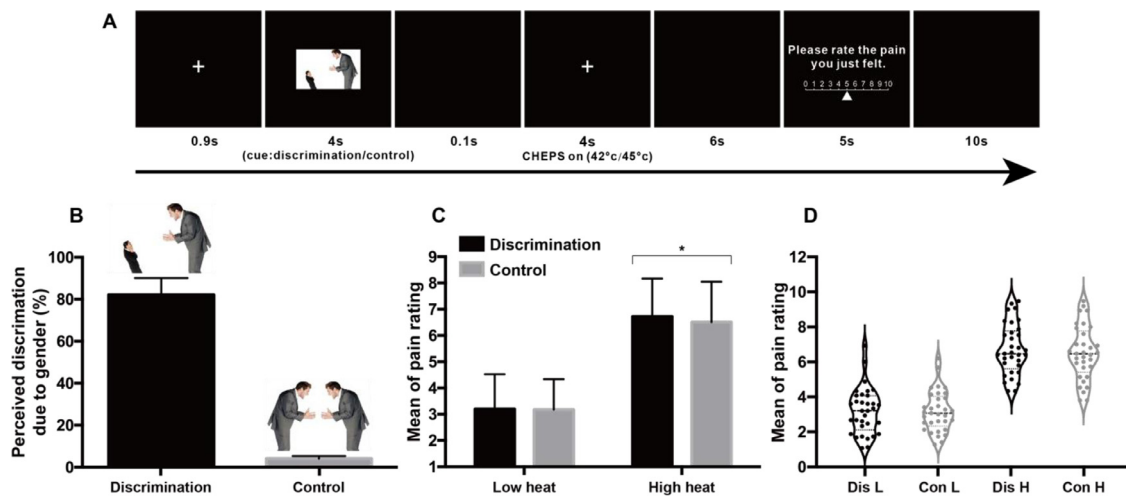 A
+
+
Please rate the pain
you just felt.
0 1 2 3 4 5 6 7 8 9 10
0.9s
4s
0.1s
4s
6s
5s
10s
(cue:discrimination/control)
CHEPS on (42°c/45°c)
B
Perceived discrimation
due to gender (%)
100
80
60
40
20
0
Discrimination
Control
C
Mean of pain rating
9
8
7
6
5
4
3
2
1
Discrimination
Control
*
Low heat
High heat
D
Mean of pain rating
12
10
8
6
4
2
0
Dis L
Con L
Dis H
Con H